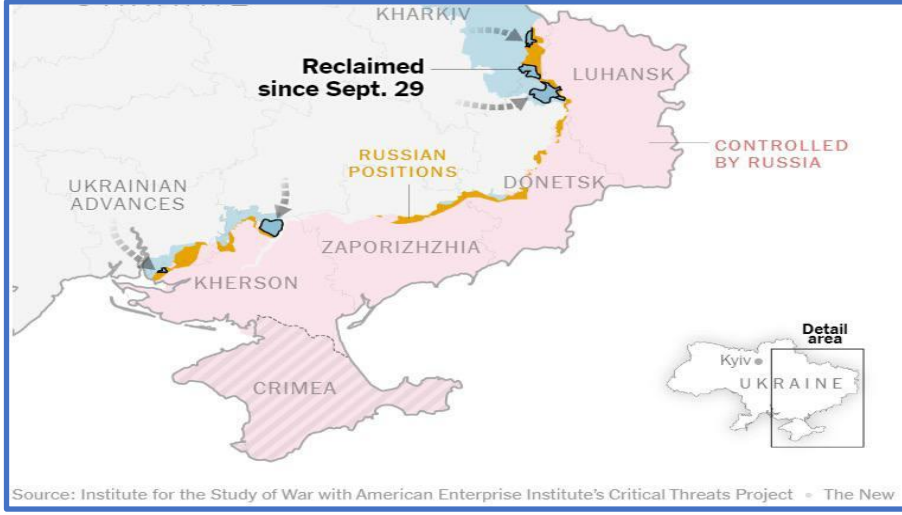 KHARKIV
Reclaimed
since Sept. 29
LUHANSK
CONTROLLED
BY RUSSIA
RUSSIAN
POSITIONS
DONETSK
UKRAINIAN
ADVANCES
ZAPORIZHZHIA
KHERSON
CRIMEA
Detail
area
Kyiv
UKRAINE
Source: Institute for the Study of War with American Enterprise Institute's Critical Threats Project • The New